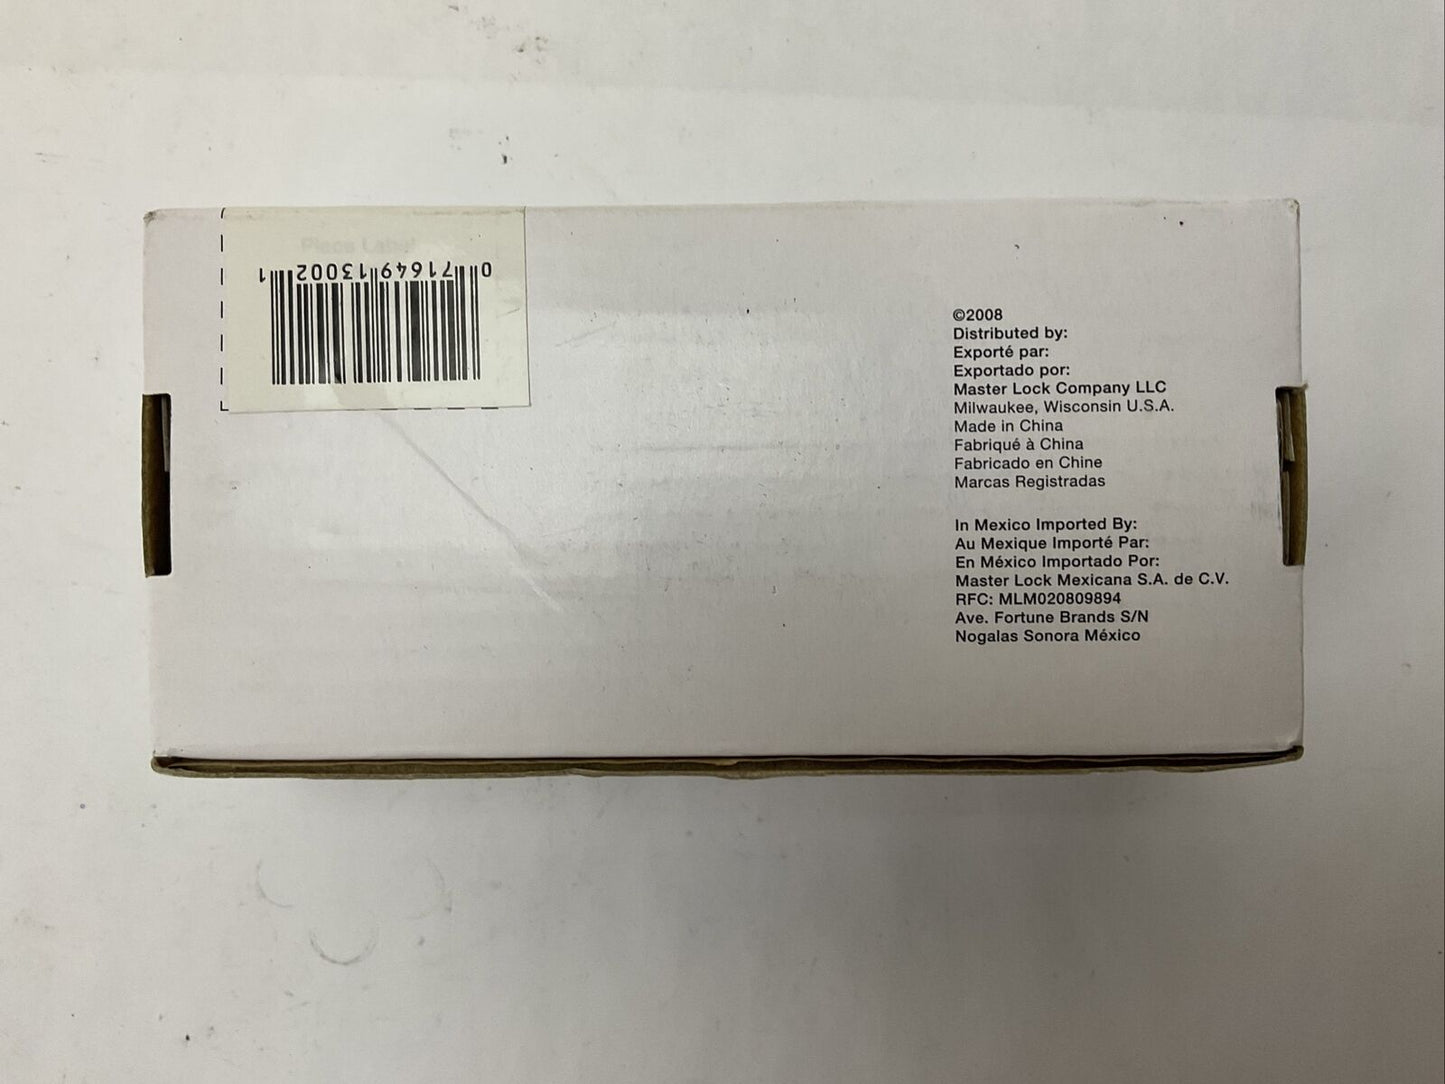 Place Label
0 71649 13002 1
©2008
Distributed by:
Exporté par:
Exportado por:
Master Lock Company LLC
Milwaukee, Wisconsin U.S.A.
Made in China
Fabriqué à China
Fabricado en Chine
Marcas Registradas
In Mexico Imported By:
Au Mexique Importé Par:
En México Importado Por:
Master Lock Mexicana S.A. de C.V.
RFC: MLM020809894
Ave. Fortune Brands S/N
Nogalas Sonora México